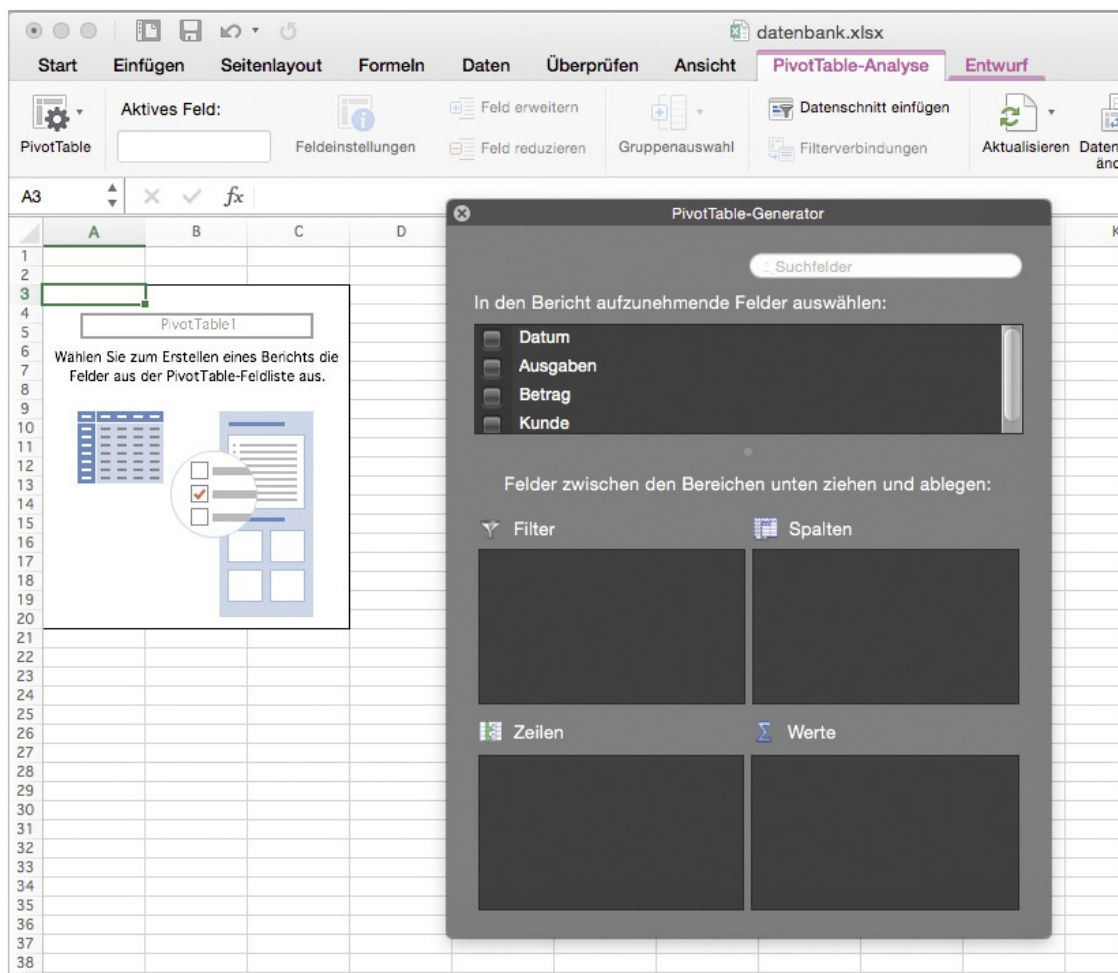 datenbank.xlsx
Start Einfügen Seitenlayout Formeln Daten Überprüfen Ansicht PivotTable-Analyse Entwurf
Aktives Feld:
Feld erweitern
Datenschnitt einfügen
PivotTable
Feldeinstellungen
Feld reduzieren
Gruppenauswahl
Filterverbindungen
Aktualisieren
Daten
änd
A3
fx
PivotTable-Generator
A B C D K
Suchfelder
In den Bericht aufzunehmende Felder auswählen:
Datum
Ausgaben
Betrag
Kunde
Felder zwischen den Bereichen unten ziehen und ablegen:
Filter
Spalten
Zeilen
Werte
PivotTable1
Wählen Sie zum Erstellen eines Berichts die
Felder aus der PivotTable-Feldliste aus.
1
2
3
4
5
6
7
8
9
10
11
12
13
14
15
16
17
18
19
20
21
22
23
24
25
26
27
28
29
30
31
32
33
34
35
36
37
38